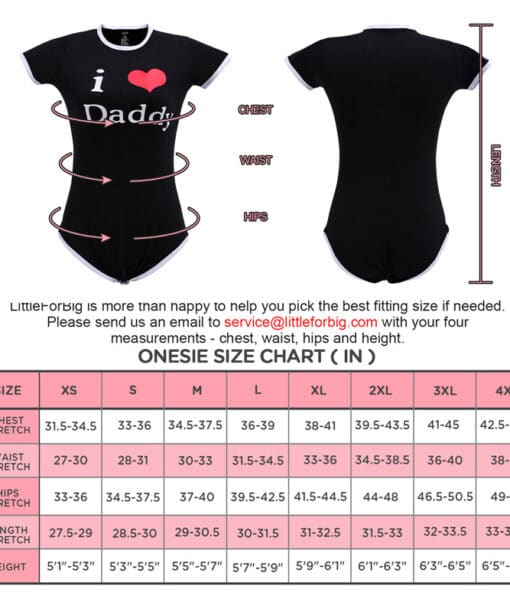 i
Daddy
CHEST
WAIST
HIPS
LENGTH
LittleForBig is more than happy to help you pick the best fitting size if needed.
Please send us an email to service@littleforbig.com with your four
measurements - chest, waist, hips and height.
ONESIE SIZE CHART ( IN )
SIZE XS S M L XL 2XL 3XL 4X
HEST
TRETCH 31.5-34.5 33-36 34.5-37.5 36-39 38-41 39.5-43.5 41-45 42.5-
WAIST
TRETCH 27-30 28-31 30-33 31.5-34.5 33-36 34.5-38.5 36-40 38-
HIPS
TRETCH 33-36 34.5-37.5 37-40 39.5-42.5 41.5-44.5 44-48 46.5-50.5 49-
ENGTH
TRETCH 27.5-29 28.5-30 29-30.5 30-31.5 31-32.5 31.5-33 32-33.5 33-3
EIGHT 5'1"-5'3" 5'3"-5'5" 5'5"-5'7" 5'7"-5'9" 5'9"-6'1" 6'1"-6'3" 6'3"-6'5" 6'5"-